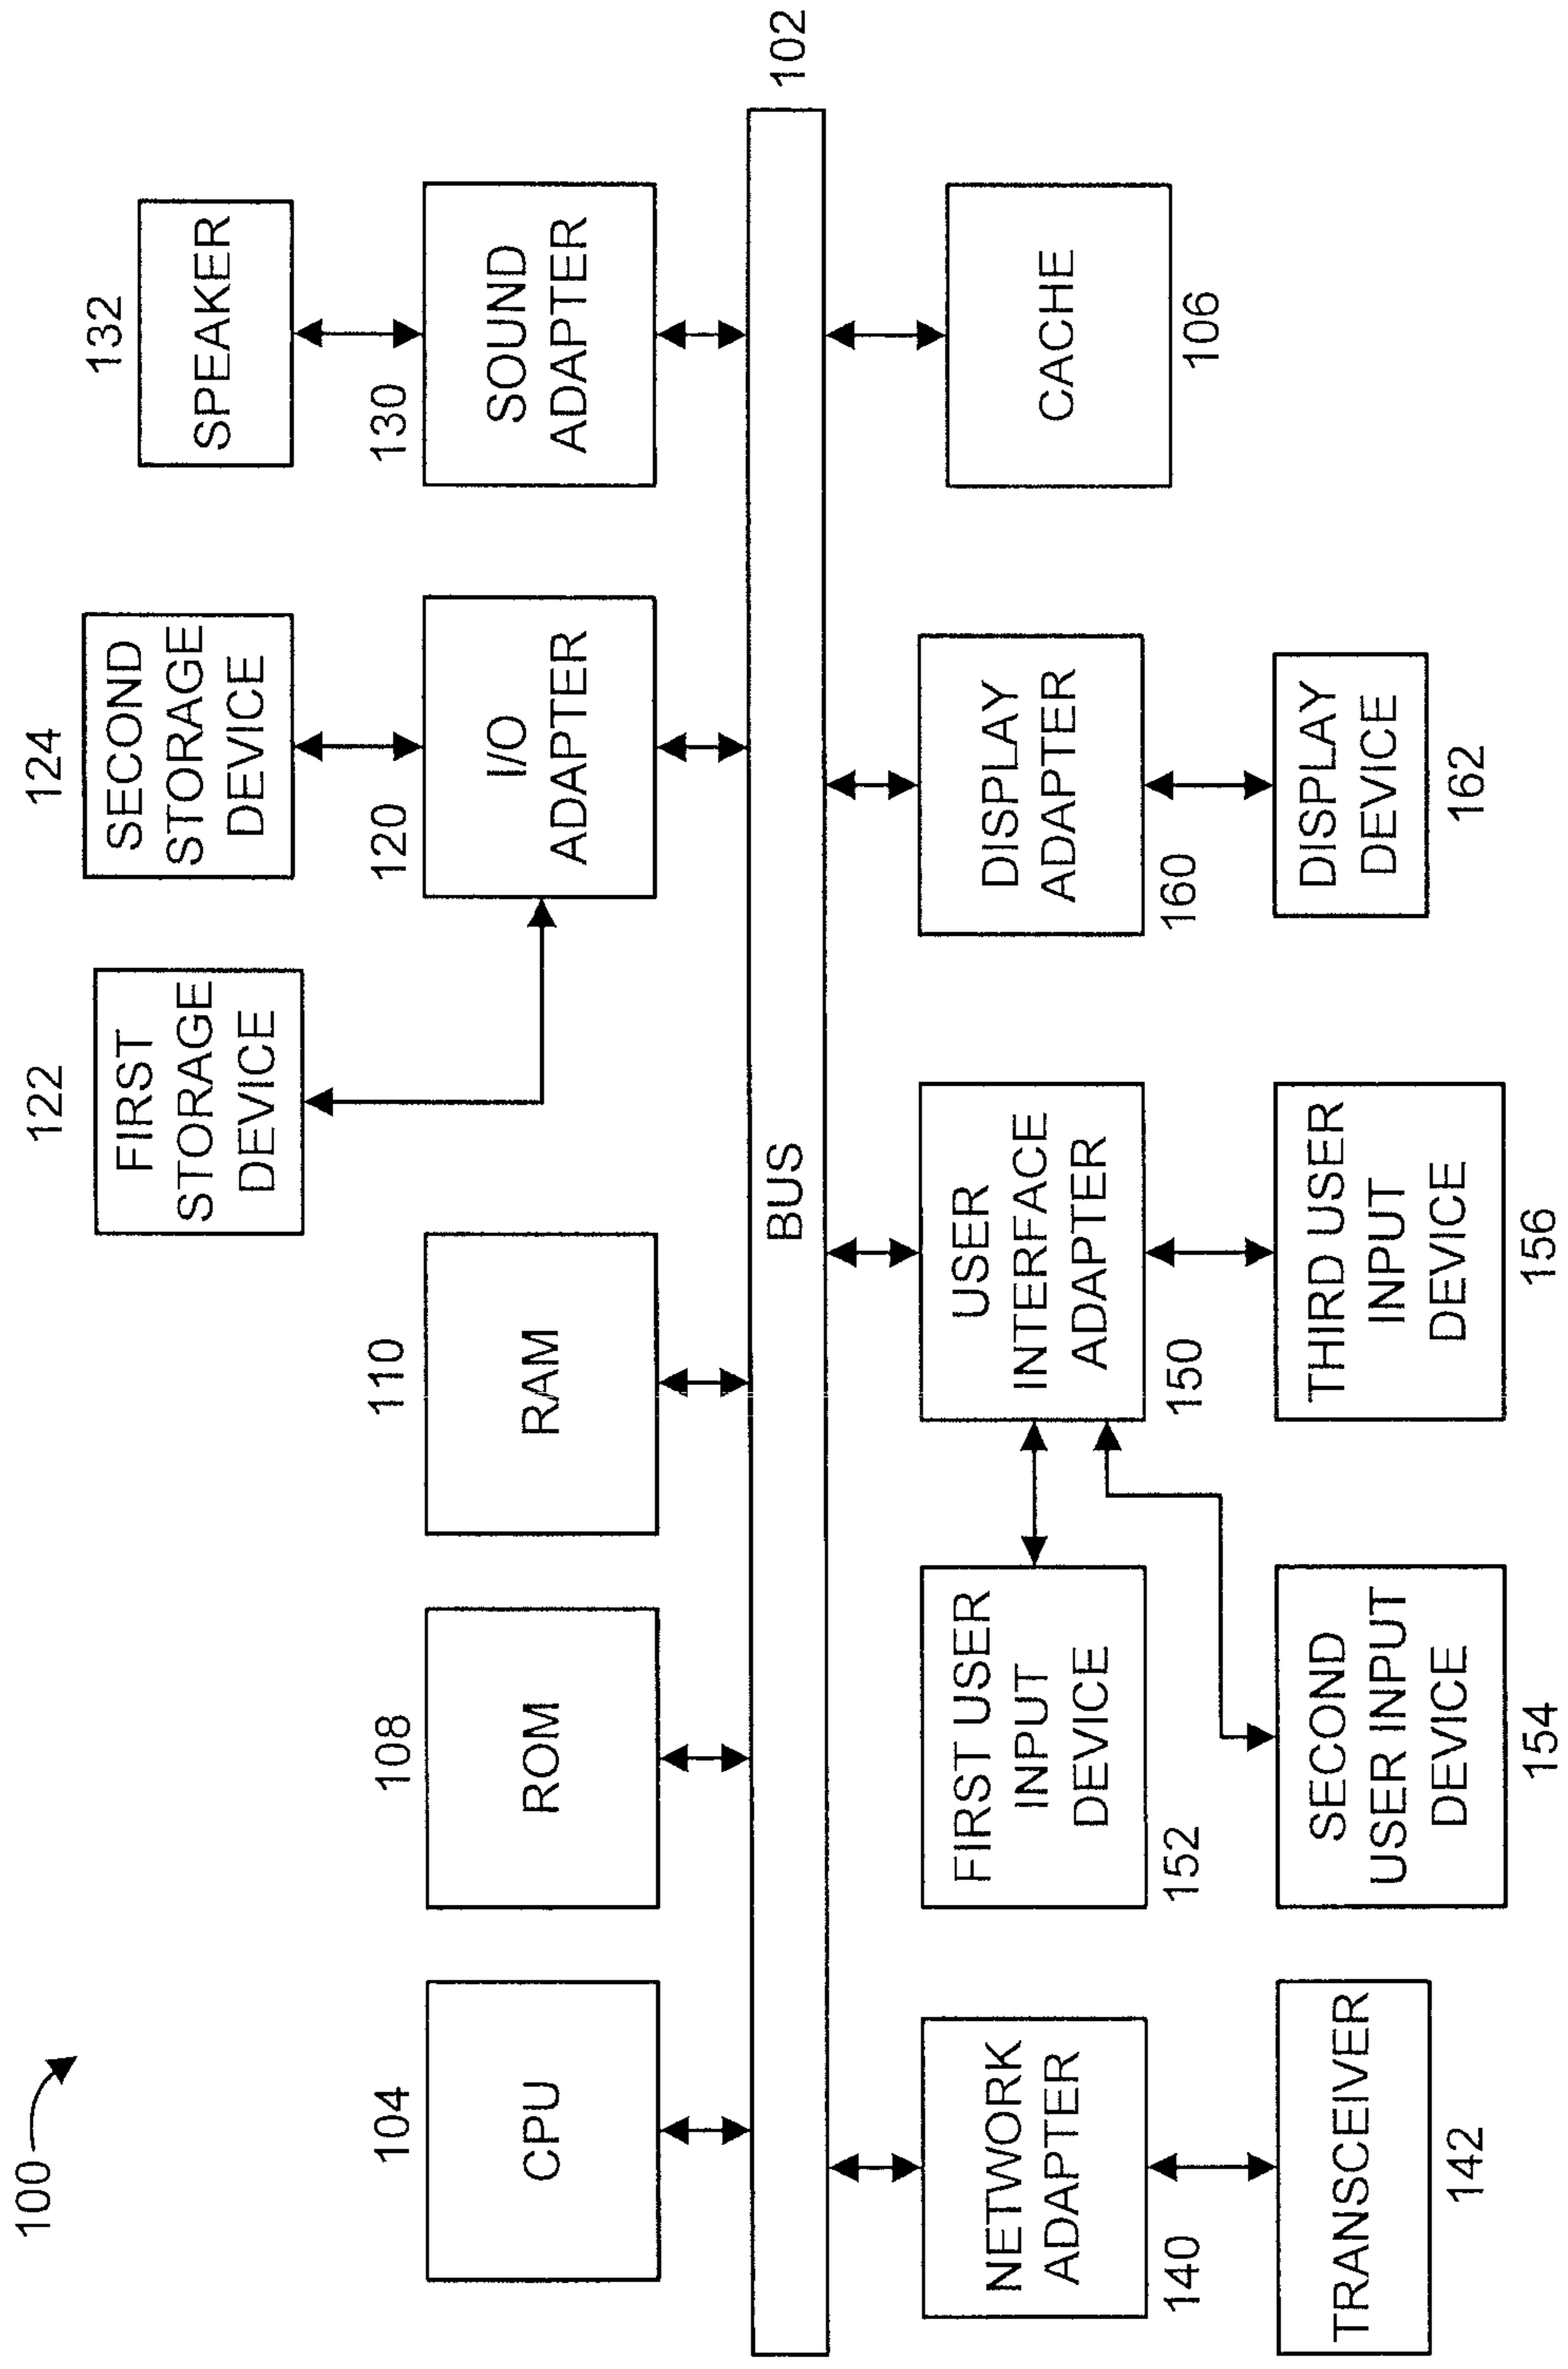 100
122
FIRST
STORAGE
DEVICE
124
SECOND
STORAGE
DEVICE
132
SPEAKER
104
CPU
108
ROM
110
RAM
120
I/O
ADAPTER
130
SOUND
ADAPTER
BUS
102
NETWORK
ADAPTER
140
FIRST USER
INPUT
DEVICE
152
USER
INTERFACE
ADAPTER
150
DISPLAY
ADAPTER
160
CACHE
106
TRANSCEIVER
142
SECOND
USER INPUT
DEVICE
154
THIRD USER
INPUT
DEVICE
156
DISPLAY
DEVICE
162